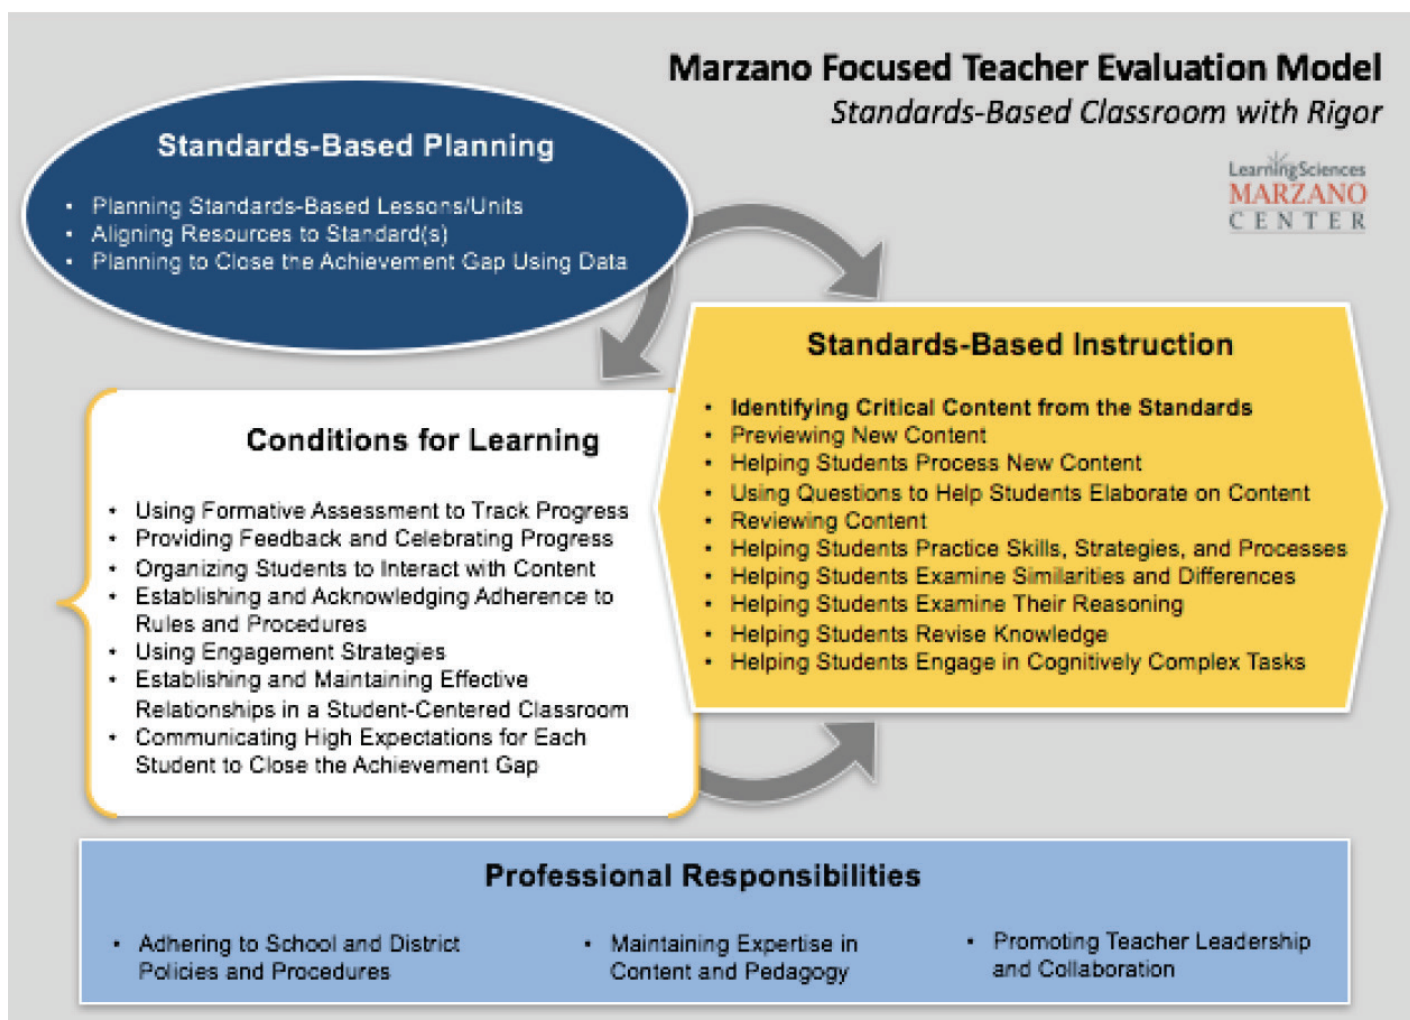 Marzano Focused Teacher Evaluation Model
Standards-Based Classroom with Rigor
LearningSciences
MARZANO
CENTER
Standards-Based Planning
• Planning Standards-Based Lessons/Units
• Aligning Resources to Standard(s)
• Planning to Close the Achievement Gap Using Data
Standards-Based Instruction
• Identifying Critical Content from the Standards
• Previewing New Content
• Helping Students Process New Content
• Using Questions to Help Students Elaborate on Content
• Reviewing Content
• Helping Students Practice Skills, Strategies, and Processes
• Helping Students Examine Similarities and Differences
• Helping Students Examine Their Reasoning
• Helping Students Revise Knowledge
• Helping Students Engage in Cognitively Complex Tasks
Conditions for Learning
• Using Formative Assessment to Track Progress
• Providing Feedback and Celebrating Progress
• Organizing Students to Interact with Content
• Establishing and Acknowledging Adherence to
Rules and Procedures
• Using Engagement Strategies
• Establishing and Maintaining Effective
Relationships in a Student-Centered Classroom
• Communicating High Expectations for Each
Student to Close the Achievement Gap
Professional Responsibilities
• Adhering to School and District
Policies and Procedures
• Maintaining Expertise in
Content and Pedagogy
• Promoting Teacher Leadership
and Collaboration